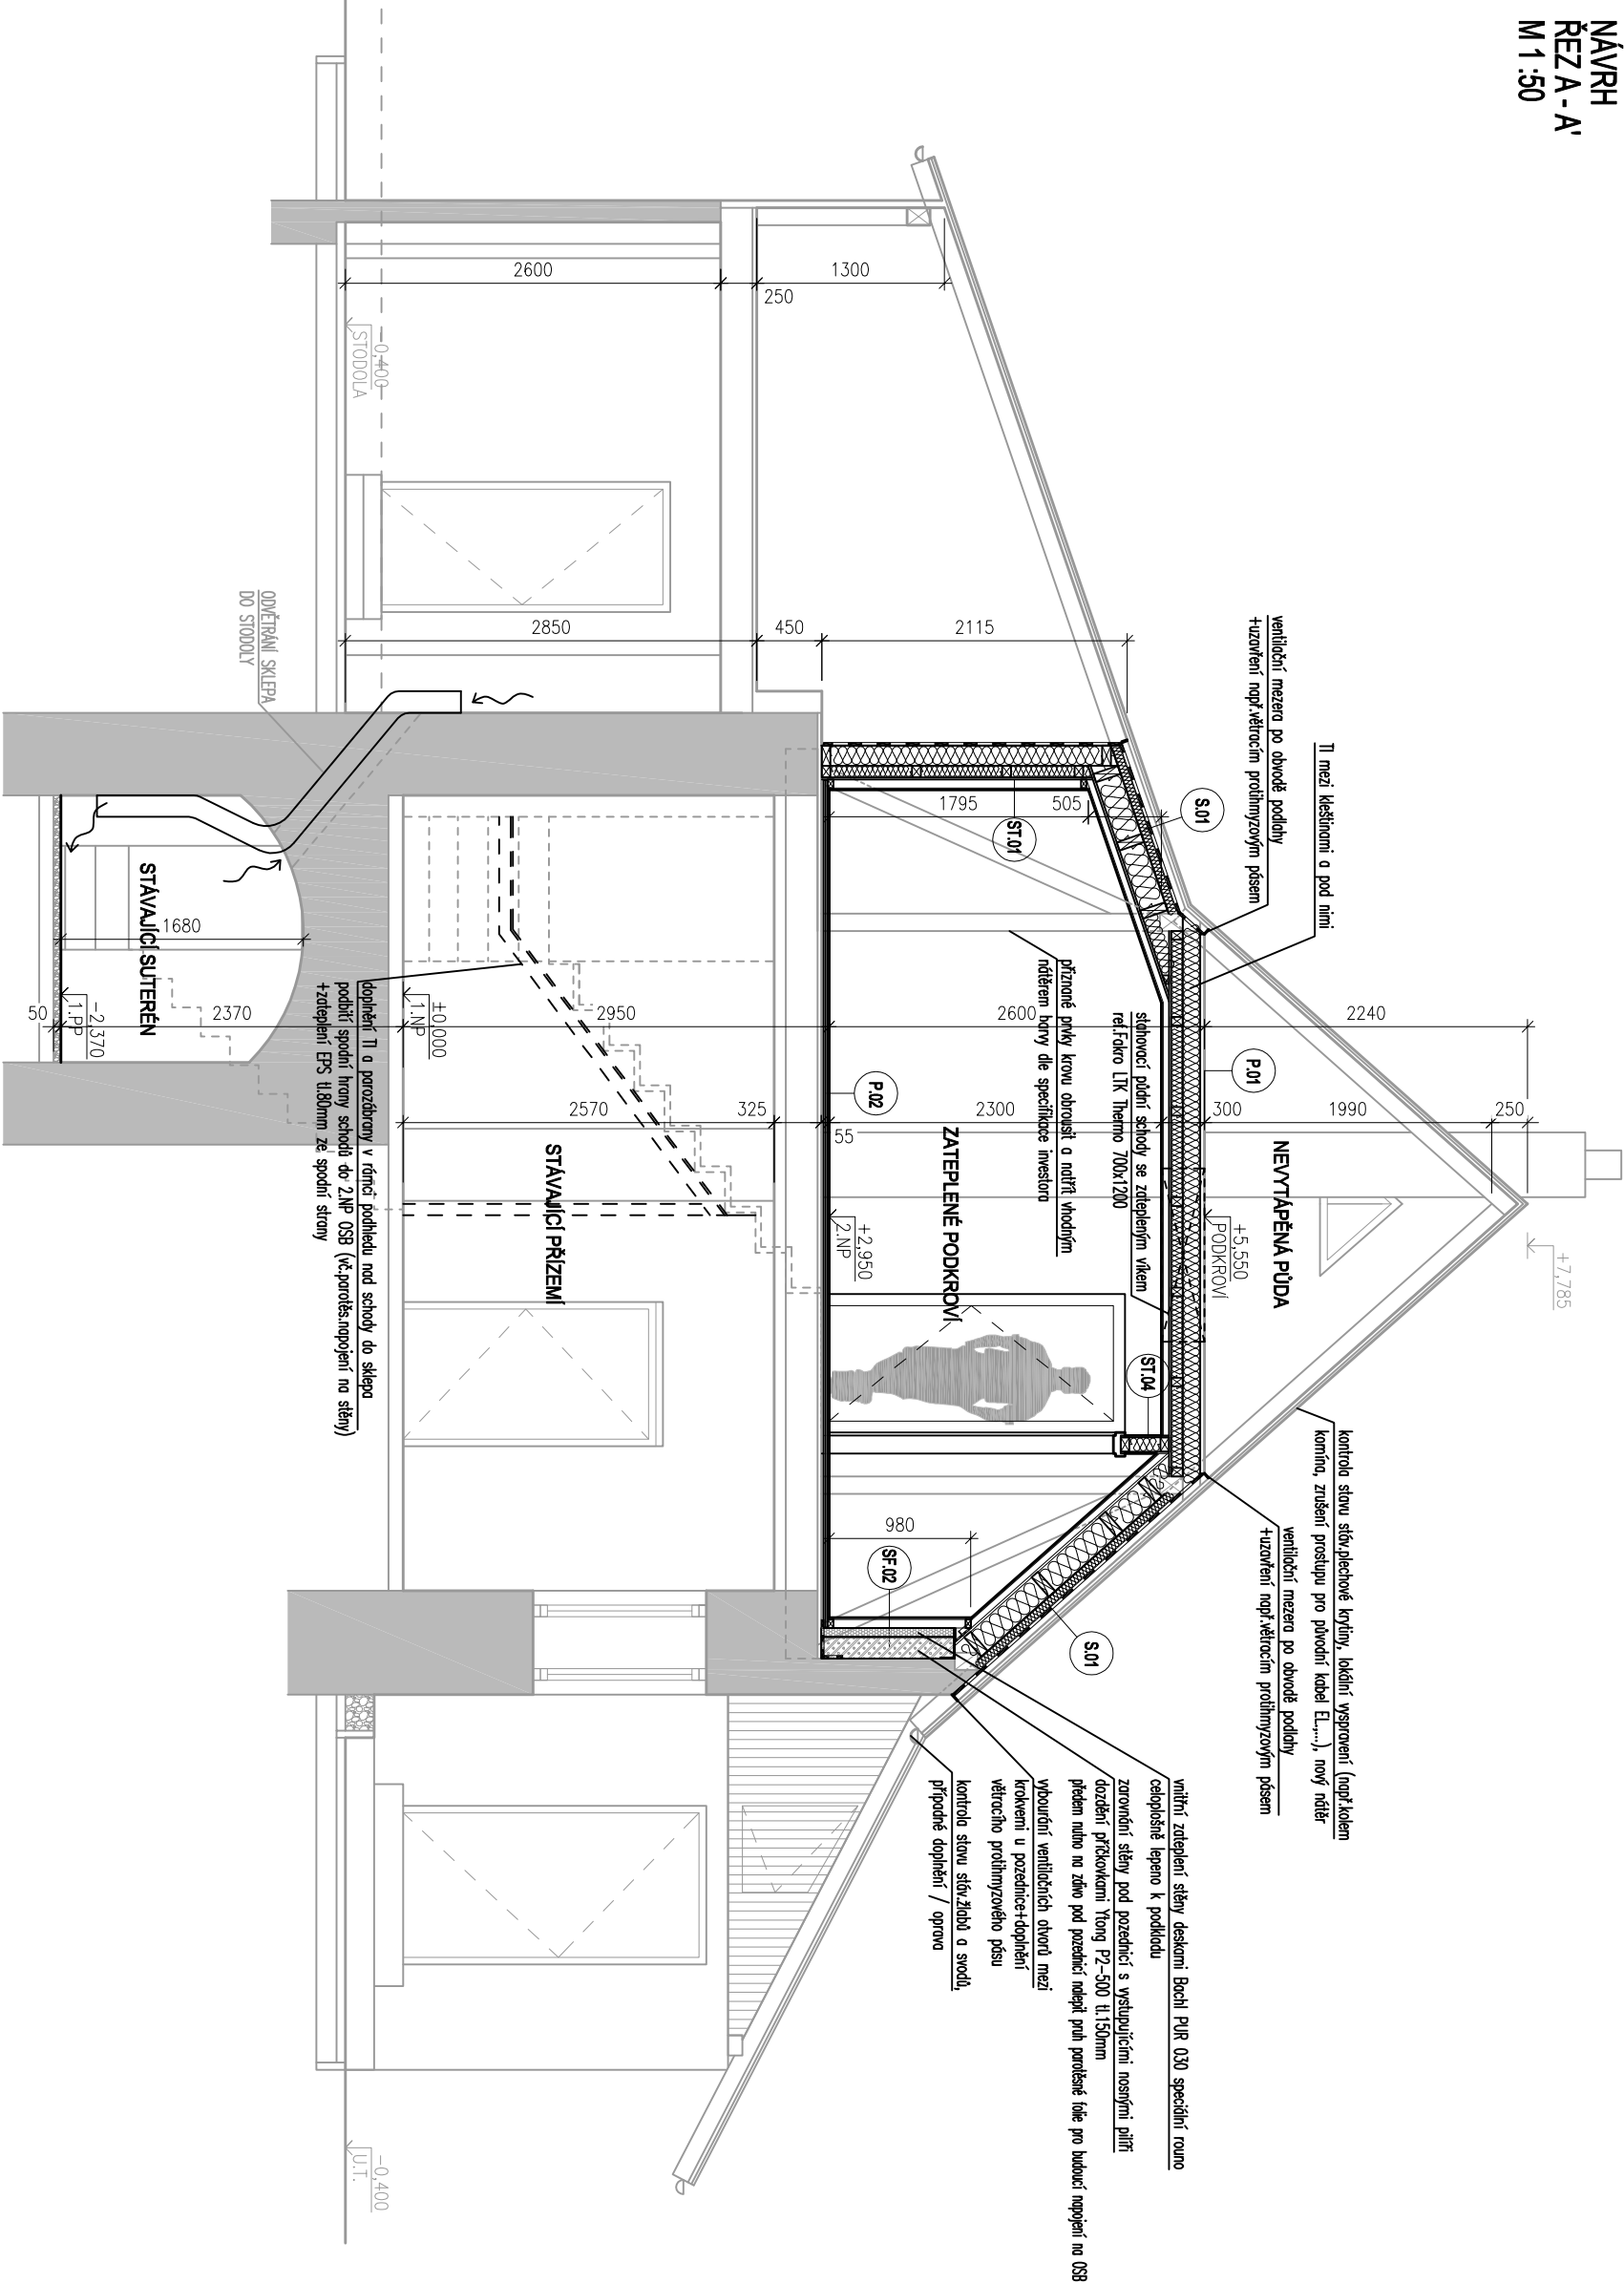 NÁVRH
ŘEZ A - A'
M 1 :50
ventilační mezera po obvodě podlahy
+uzavření např.větracím protihmyzovým pásem
TI mezi kleštinami a pod nimi
kontrola stavu stáv.plechové krytiny, lokální vyspravení (např.kolem
komína, zrušení prostupu pro původní kabel EL,...), nový nátěr
ventilační mezera po obvodě podlahy
+uzavření např.větracím protihmyzovým pásem
+7,785
NEVYTÁPĚNÁ PŮDA
+5,550
PODKROVÍ
2240
1990
250
300
P.01
S.01
stahovací půdní schody se zatepleným víkem
ref.Fakro LTK Thermo 700x1200
přiznané prvky krovu obrousit a natřít vhodným
nátěrem barvy dle specifikace investora
ST.01
ST.04
1795
505
2600
2300
55
ZATEPLENÉ PODKROVÍ
+2,950
2.NP
P.02
980
SF.02
S.01
vnitřní zateplení stěny deskami Bachl PUR 030 speciální rouno
celoplošně lepeno k podkladu
zarovnání stěny pod pozednicí s vystupujícími nosnými pilíři
dozdění příčkovkami Ytong P2-500 tl.150mm
předem nutno na zdivo pod pozednicí nalepit pruh parotěsné folie pro budoucí napojení na OSB
vybourání ventilačních otvorů mezi
krokvemi u pozednice+doplnění
větracího protihmyzového pásu
kontrola stavu stáv.žlabů a svodů,
případné doplnění / oprava
1300
250
2600
2115
450
2850
-0,400
STODOLA
2950
2570
325
STÁVAJÍCÍ PŘÍZEMÍ
±0,000
1.NP
doplnění TI a parozábrany v rámci podhledu nad schody do sklepa
podbití spodní hrany schodů do 2.NP OSB (vč.parotěs.napojení na stěny)
+zateplení EPS tl.80mm ze spodní strany
ODVĚTRÁNÍ SKLEPA
DO STODOLY
STÁVAJÍCÍ SUTERÉN
1680
2370
50
-2,370
1.PP
-0,400
U.T.